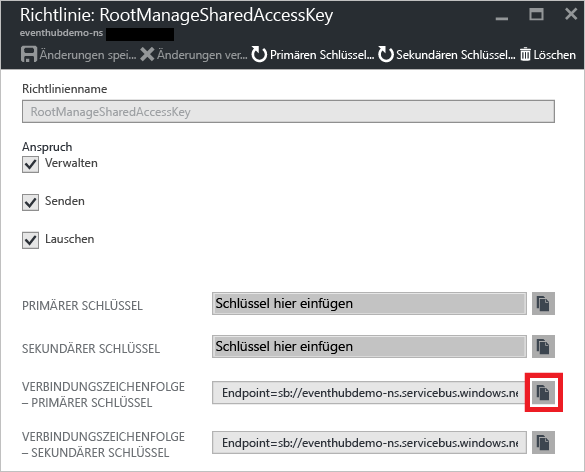 Richtlinie: RootManageSharedAccessKey
eventhubdemo-ns
Änderungen spei... Änderungen ver... Primären Schlüssel... Sekundären Schlüssel... Löschen
Richtlinienname
RootManageSharedAccessKey
Anspruch
Verwalten
Senden
Lauschen
PRIMÄRER SCHLÜSSEL Schlüssel hier einfügen
SEKUNDÄRER SCHLÜSSEL Schlüssel hier einfügen
VERBINDUNGSZEICHENFOLGE
– PRIMÄRER SCHLÜSSEL
Endpoint=sb://eventhubdemo-ns.servicebus.windows.ne
VERBINDUNGSZEICHENFOLGE
– SEKUNDÄRER SCHLÜSSEL
Endpoint=sb://eventhubdemo-ns.servicebus.windows.ne